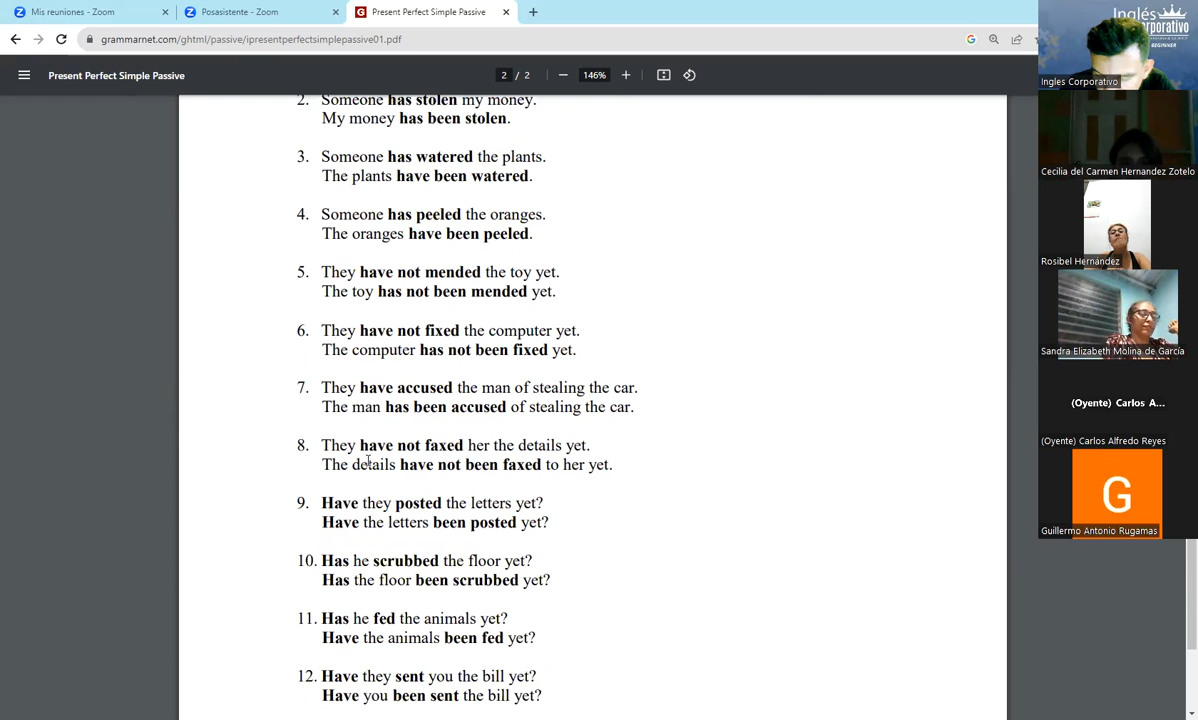 Mis reuniones - Zoom
Posasistente - Zoom
Present Perfect Simple Passive
grammarnet.com/ghtml/passive/ipresentperfectsimplepassive01.pdf
Present Perfect Simple Passive
2 / 2
146%
2. Someone has stolen my money.
My money has been stolen.
3. Someone has watered the plants.
The plants have been watered.
4. Someone has peeled the oranges.
The oranges have been peeled.
5. They have not mended the toy yet.
The toy has not been mended yet.
6. They have not fixed the computer yet.
The computer has not been fixed yet.
7. They have accused the man of stealing the car.
The man has been accused of stealing the car.
8. They have not faxed her the details yet.
The details have not been faxed to her yet.
9. Have they posted the letters yet?
Have the letters been posted yet?
10. Has he scrubbed the floor yet?
Has the floor been scrubbed yet?
11. Has he fed the animals yet?
Have the animals been fed yet?
12. Have they sent you the bill yet?
Have you been sent the bill yet?
Inglés
BEGINNER
Ingles Corporativo
Cecilia del Carmen Hernandez Zotelo
Rosibel Hernández
Sandra Elizabeth Molina de García
(Oyente) Carlos A...
(Oyente) Carlos Alfredo Reyes
G
Guillermo Antonio Rugamas